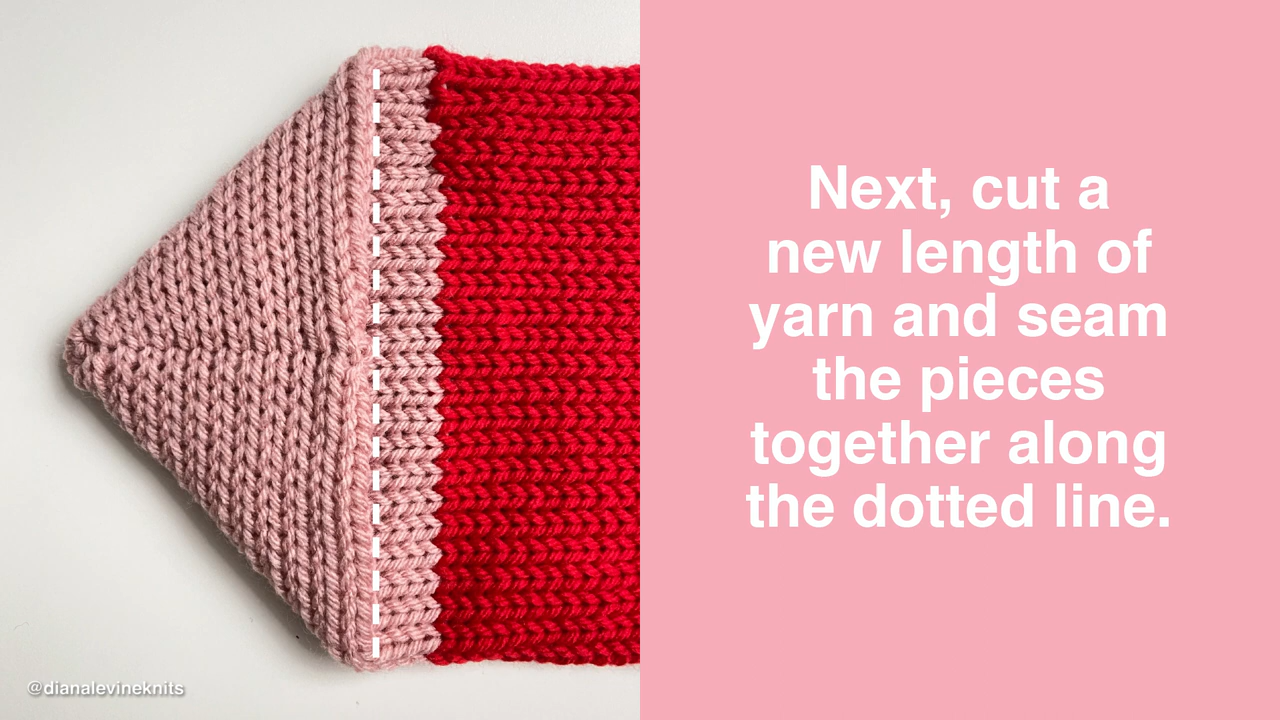 Next, cut a
new length of
yarn and seam
the pieces
together along
the dotted line.
@dianalevineknits